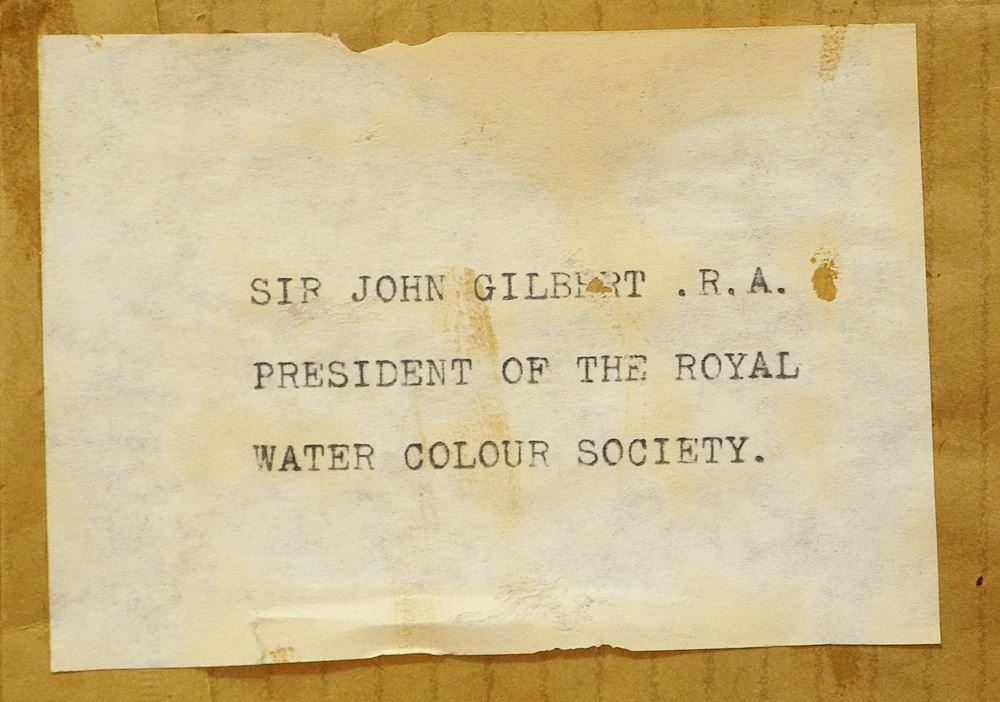 SIR JOHN GILBERT .R.A.
PRESIDENT OF THE ROYAL
WATER COLOUR SOCIETY.